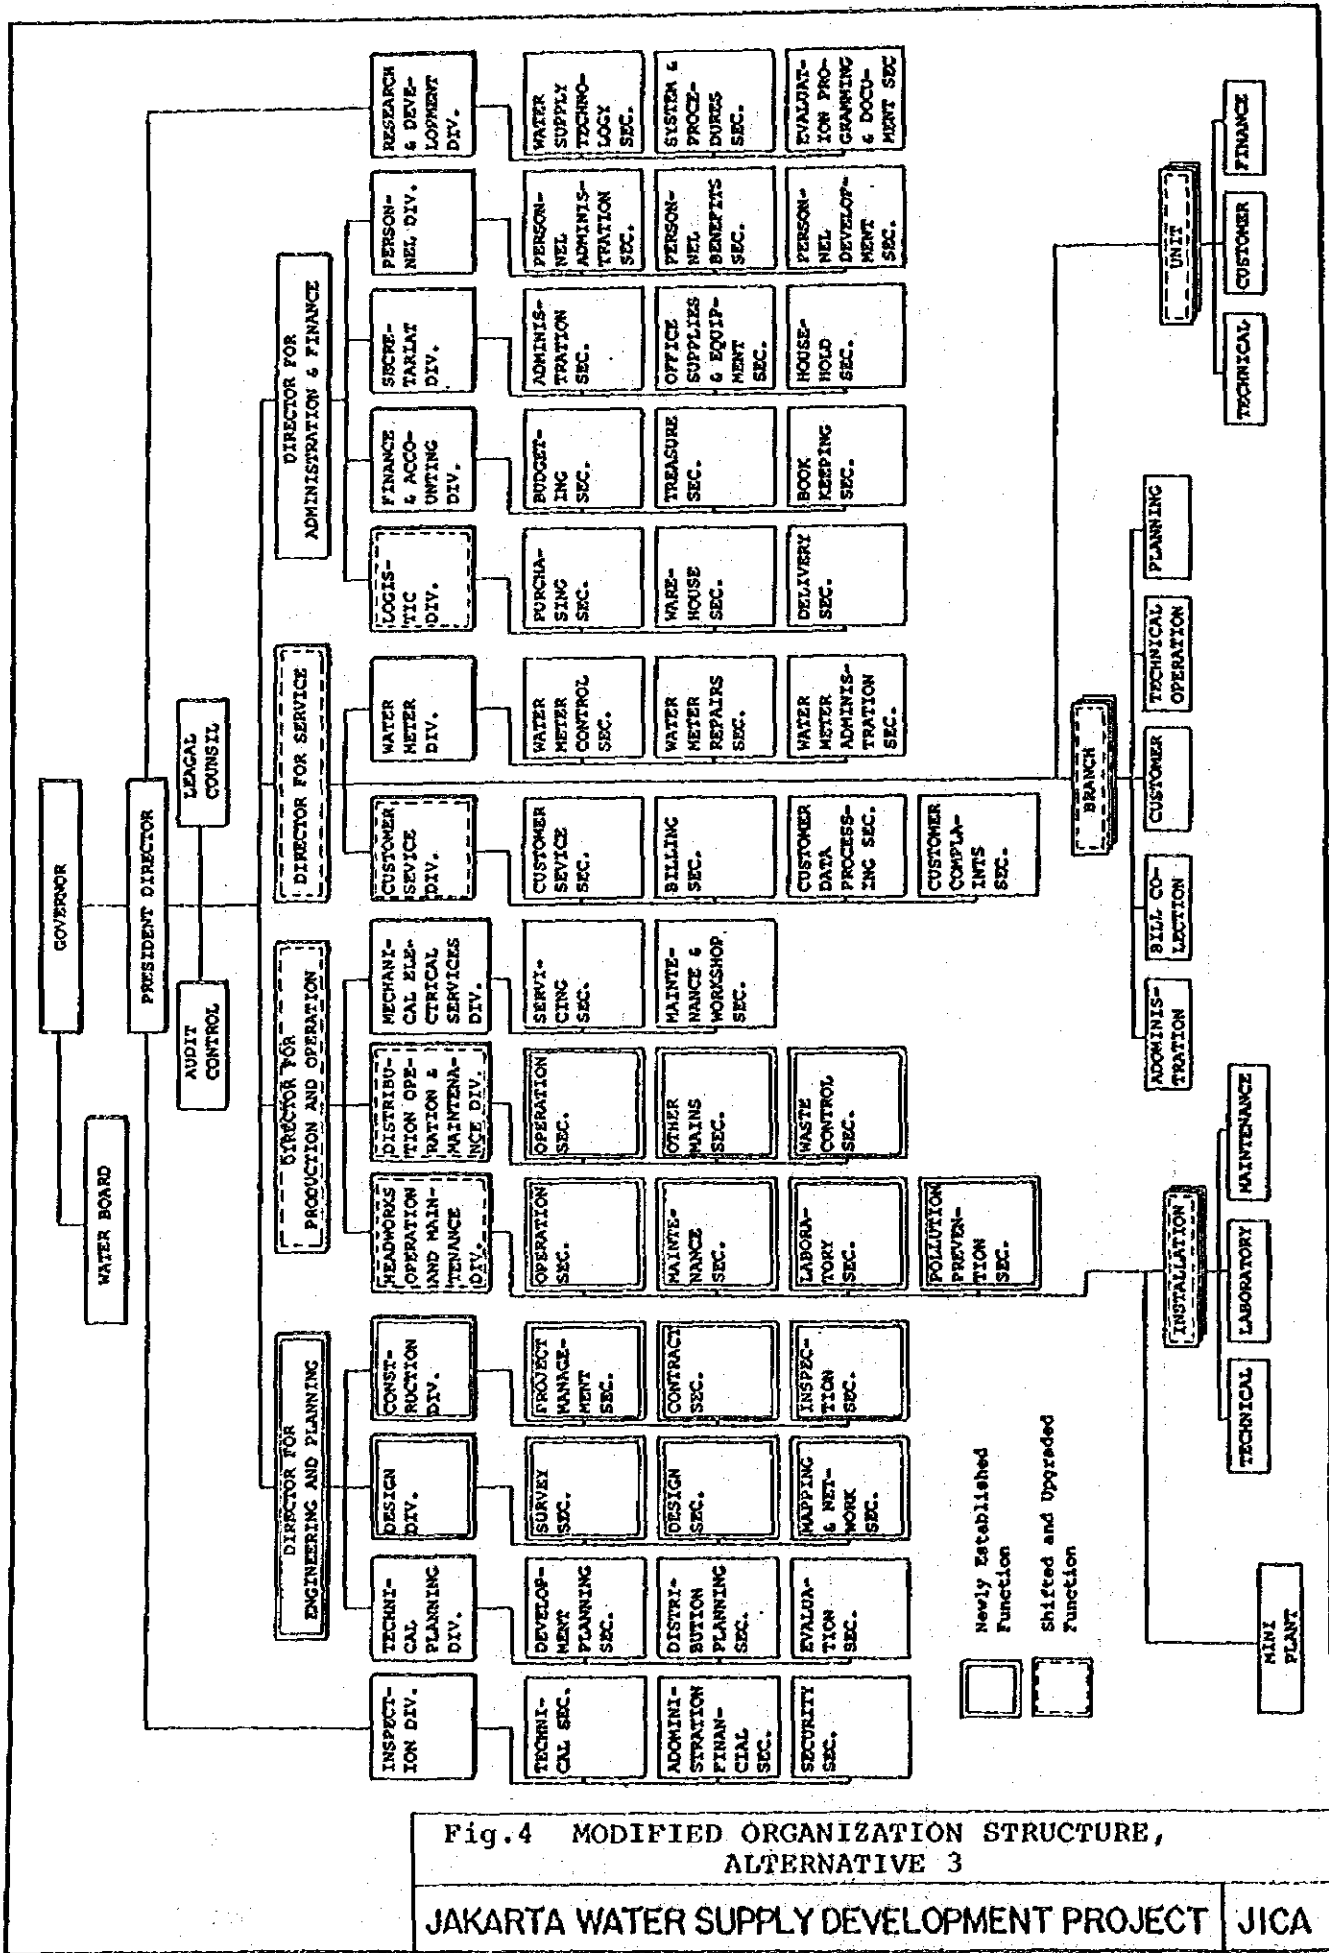 GOVERNOR
WATER BOARD
PRESIDENT DIRECTOR
AUDIT
CONTROL
LEAGAL
COUNSIL
DIRECTOR FOR
ENGINEERING AND PLANNING
DIRECTOR FOR
PRODUCTION AND OPERATION
DIRECTOR FOR SERVICE
DIRECTOR FOR
ADMINISTRATION & FINANCE
INSPECT-
ION DIV.
TECHNI-
CAL
PLANNING
DIV.
DESIGN
DIV.
CONST-
RUCTION
DIV.
HEADWORKS
OPERATION
AND MAIN-
TENANCE
DIV.
DISTRIBU-
TION OPE-
RATION &
MAINTENA-
NCE DIV.
MECHANI-
CAL ELE-
CTRICAL
SERVICES
DIV.
CUSTOMER
SEVICE
DIV.
WATER
METER
DIV.
LOGIS-
TIC
DIV.
FINANCE
& ACCO-
UNTING
DIV.
SECRE-
TARIAT
DIV.
PERSON-
NEL DIV.
RESEARCH
& DEVE-
LOPMENT
DIV.
TECHNI-
CAL SEC.
DEVELOP-
MENT
PLANNING
SEC.
SURVEY
SEC.
PROJECT
MANAGE-
MENT
SEC.
OPERATION
SEC.
OPERATION
SEC.
SERVI-
CING
SEC.
CUSTOMER
SEVICE
SEC.
WATER
METER
CONTROL
SEC.
PURCHA-
SING
SEC.
BUDGET-
ING
SEC.
ADMINIS-
TRATION
SEC.
PERSON-
NEL
ADMINIS-
TRATION
SEC.
WATER
SUPPLY
TECHNO-
LOGY
SEC.
ADOMINI-
STRATION
FINAN-
CIAL
SEC.
DISTRI-
BUTION
PLANNING
SEC.
DESIGN
SEC.
CONTRACT
SEC.
MAINTE-
NANCE
SEC.
OTHER
MAINS
SEC.
MAINTE-
NANCE &
WORKSHOP
SEC.
BILLING
SEC.
WATER
METER
REPAIRS
SEC.
WARE-
HOUSE
SEC.
TREASURE
SEC.
OFFICE
SUPPLIES
& EQUIP-
MENT
SEC.
PERSON-
NEL
BENEFITS
SEC.
SYSTEM &
PROCE-
DURES
SEC.
SECURITY
SEC.
EVALUA-
TION
SEC.
MAPPING
& NET-
WORK
SEC.
INSPEC-
TION
SEC.
LABORA-
TORY
SEC.
WASTE
CONTROL
SEC.
CUSTOMER
DATA
PROCESS-
ING SEC.
WATER
METER
ADMINIS-
TRATION
SEC.
DELIVERY
SEC.
BOOK
KEEPING
SEC.
HOUSE-
HOLD
SEC.
PERSON-
NEL
DEVELOP-
MENT
SEC.
EVALUAT-
ION PRO-
GRAMMING
& DOCU-
MENT SEC
POLLUTION
PREVEN-
TION
SEC.
CUSTOMER
COMPLA-
INTS
SEC.
Newly Established
Function
Shifted and Upgraded
Function
INSTALLATION
BRANCH
UNIT
MINI
PLANT
TECHNICAL
LABORATORY
MAINTENANCE
ADOMINIS-
TRATION
BILL CO-
LECTION
CUSTOMER
TECHNICAL
OPERATION
PLANNING
TECHNICAL
CUSTOMER
FINANCE
Fig.4 MODIFIED ORGANIZATION STRUCTURE,
ALTERNATIVE 3
JAKARTA WATER SUPPLY DEVELOPMENT PROJECT
JICA